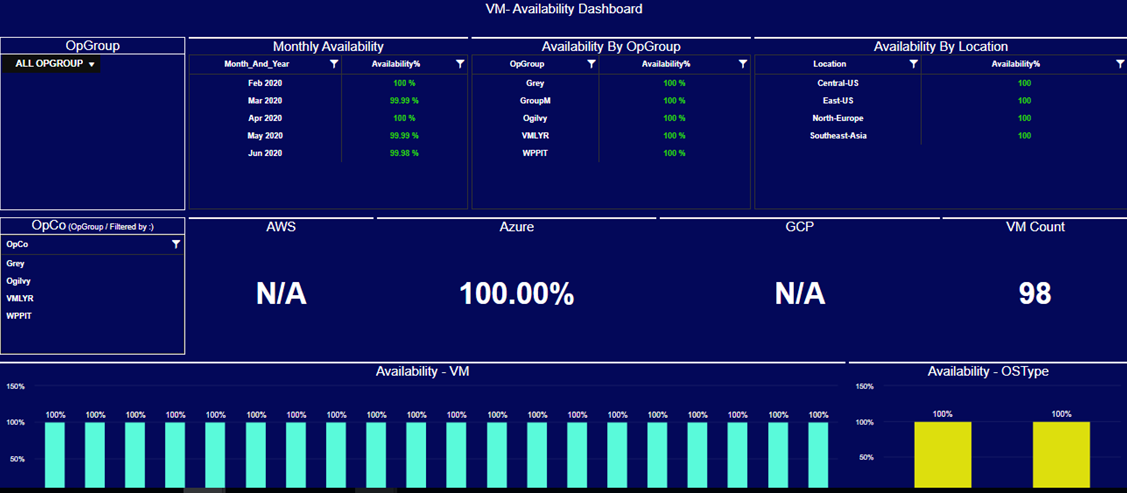 VM- Availability Dashboard
OpGroup
ALL OPGROUP
Monthly Availability
Month_And_Year Availability%
Feb 2020 100 %
Mar 2020 99.99 %
Apr 2020 100 %
May 2020 99.99 %
Jun 2020 99.98 %
Availability By OpGroup
OpGroup Availability%
Grey 100 %
GroupM 100 %
Ogilvy 100 %
VMLYR 100 %
WPPIT 100 %
Availability By Location
Location Availability%
Central-US 100
East-US 100
North-Europe 100
Southeast-Asia 100
OpCo (OpGroup / Filtered by :)
OpCo
Grey
Ogilvy
VMLYR
WPPIT
AWS
N/A
Azure
100.00%
GCP
N/A
VM Count
98
Availability - VM
150%
100% 100% 100% 100% 100% 100% 100% 100% 100% 100% 100% 100% 100% 100% 100% 100% 100% 100% 100% 100%
100%
50%
Availability - OSType
150%
100% 100%
100%
50%